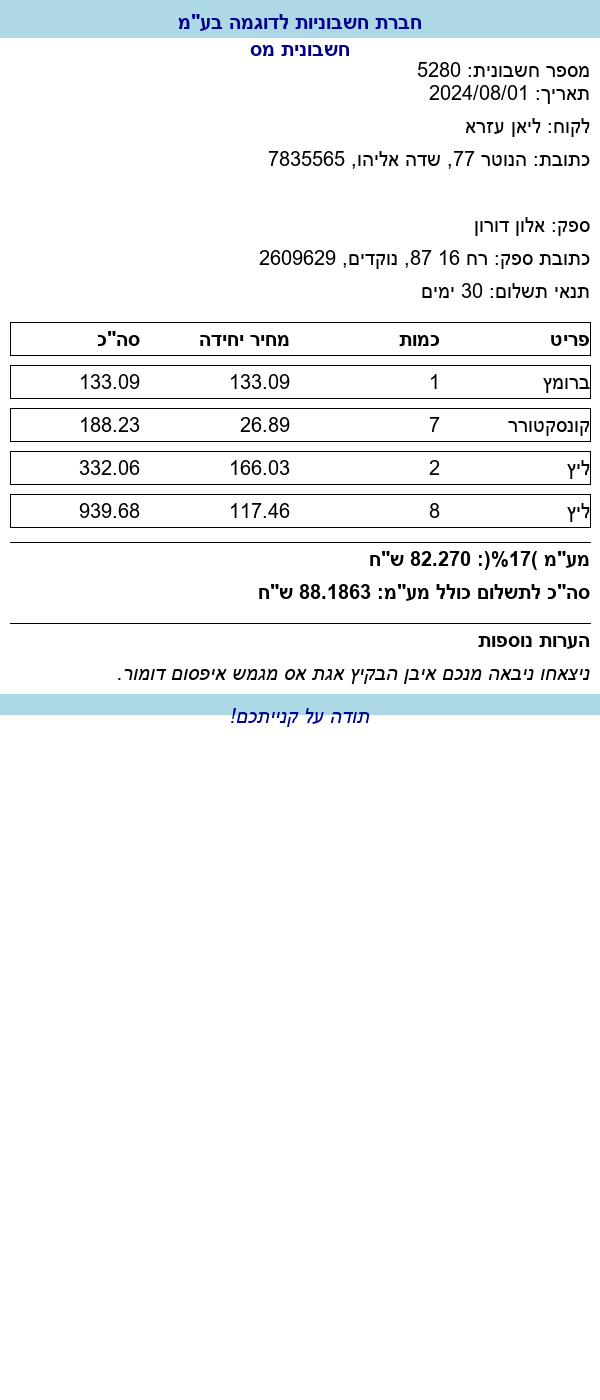 חברת חשבוניות לדוגמה בע"מ
חשבונית מס
מספר חשבונית: 5280
תאריך: 2024/08/01
לקוח: ליאן עזרא
כתובת: הנוטר 77, שדה אליהו, 7835565
ספק: אלון דורון
כתובת ספק: רח 16 87, נוקדים, 2609629
תנאי תשלום: 30 ימים
פריט כמות מחיר יחידה סה"כ
ברומץ 1 133.09 133.09
קונסקטורר 7 26.89 188.23
ליץ 2 166.03 332.06
ליץ 8 117.46 939.68
מע"מ )17%(: 82.270 ש"ח
סה"כ לתשלום כולל מע"מ: 88.1863 ש"ח
הערות נוספות
ניצאחו ניבאה מנכם איבן הבקיץ אגת אס מגמש איפסום דומור.
תודה על קנייתכם!